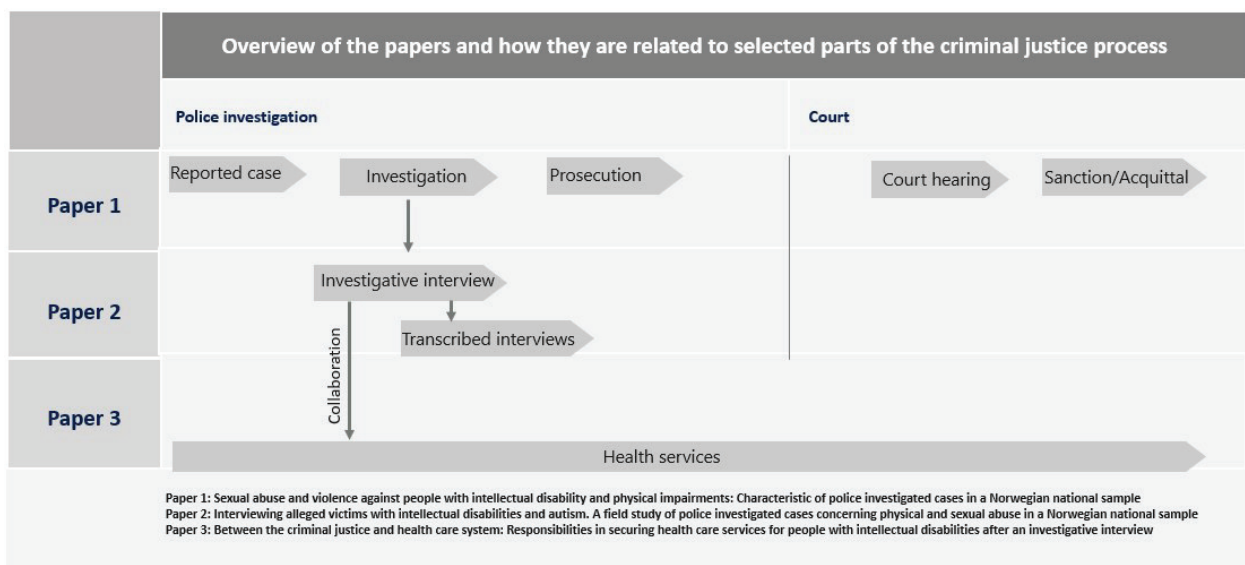 Overview of the papers and how they are related to selected parts of the criminal justice process
Police investigation
Court
Paper 1
Reported case
Investigation
Prosecution
Court hearing
Sanction/Acquittal
Paper 2
Investigative interview
Transcribed interviews
Collaboration
Paper 3
Health services
Paper 1: Sexual abuse and violence against people with intellectual disability and physical impairments: Characteristic of police investigated cases in a Norwegian national sample
Paper 2: Interviewing alleged victims with intellectual disabilities and autism. A field study of police investigated cases concerning physical and sexual abuse in a Norwegian national sample
Paper 3: Between the criminal justice and health care system: Responsibilities in securing health care services for people with intellectual disabilities after an investigative interview